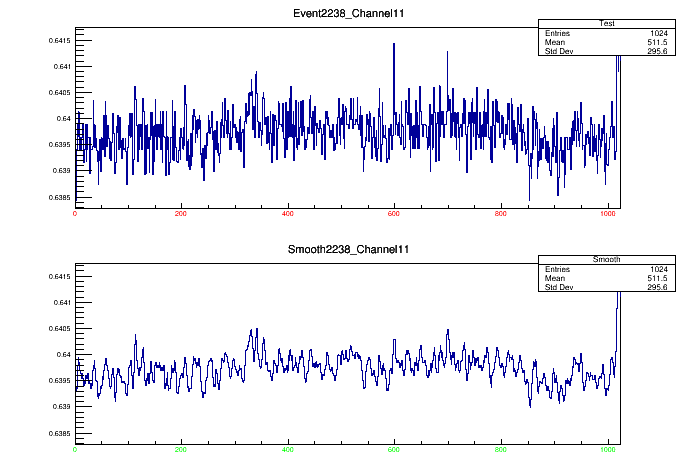 Event2238_Channel11
Test
Entries 1024
Mean 511.5
Std Dev 295.6
0.6415
0.641
0.6405
0.64
0.6395
0.639
0.6385
0 200 400 600 800 1000
Smooth2238_Channel11
Smooth
Entries 1024
Mean 511.5
Std Dev 295.6
0.6415
0.641
0.6405
0.64
0.6395
0.639
0.6385
0 200 400 600 800 1000